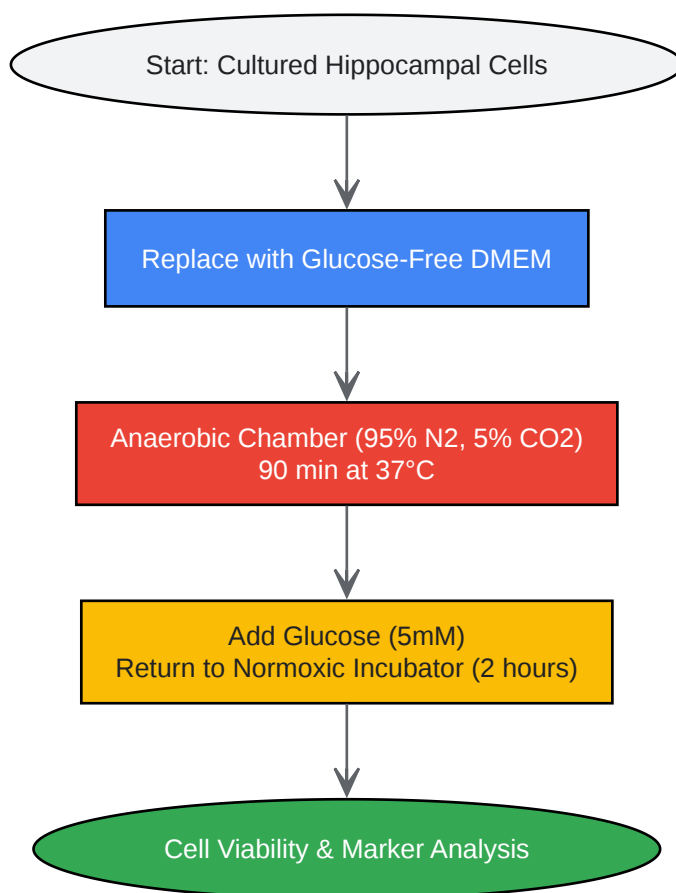 Start: Cultured Hippocampal Cells
Replace with Glucose-Free DMEM
Anaerobic Chamber (95% N2, 5% CO2)
90 min at 37°C
Add Glucose (5mM)
Return to Normoxic Incubator (2 hours)
Cell Viability & Marker Analysis